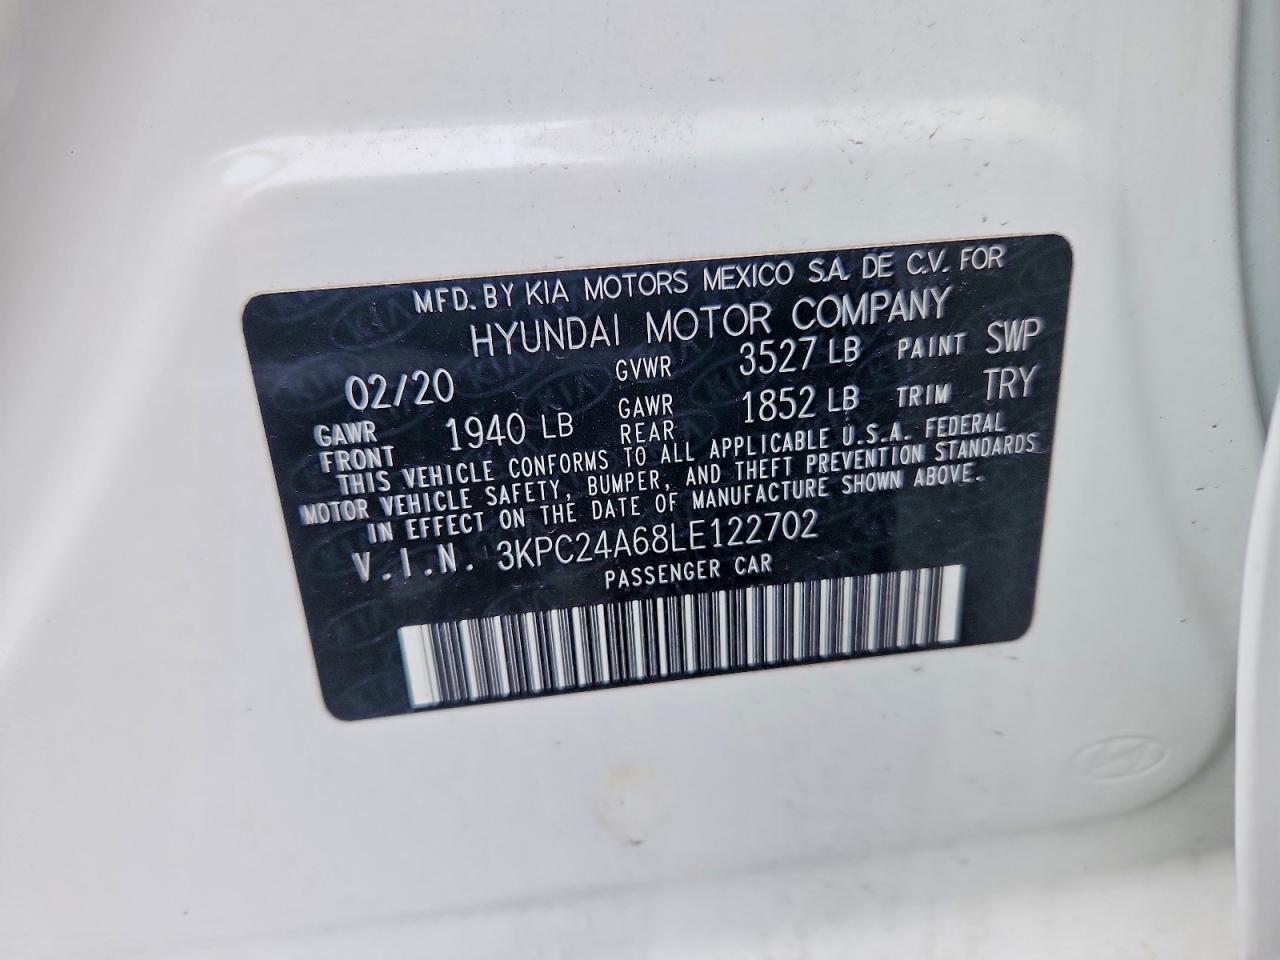 MFD. BY KIA MOTORS MEXICO S.A. DE C.V. FOR
HYUNDAI MOTOR COMPANY
02/20 GVWR 3527 LB PAINT SWP
GAWR FRONT 1940 LB GAWR REAR 1852 LB TRIM TRY
THIS VEHICLE CONFORMS TO ALL APPLICABLE U.S.A. FEDERAL
MOTOR VEHICLE SAFETY, BUMPER, AND THEFT PREVENTION STANDARDS
IN EFFECT ON THE DATE OF MANUFACTURE SHOWN ABOVE.
V.I.N. 3KPC24A68LE122702
PASSENGER CAR